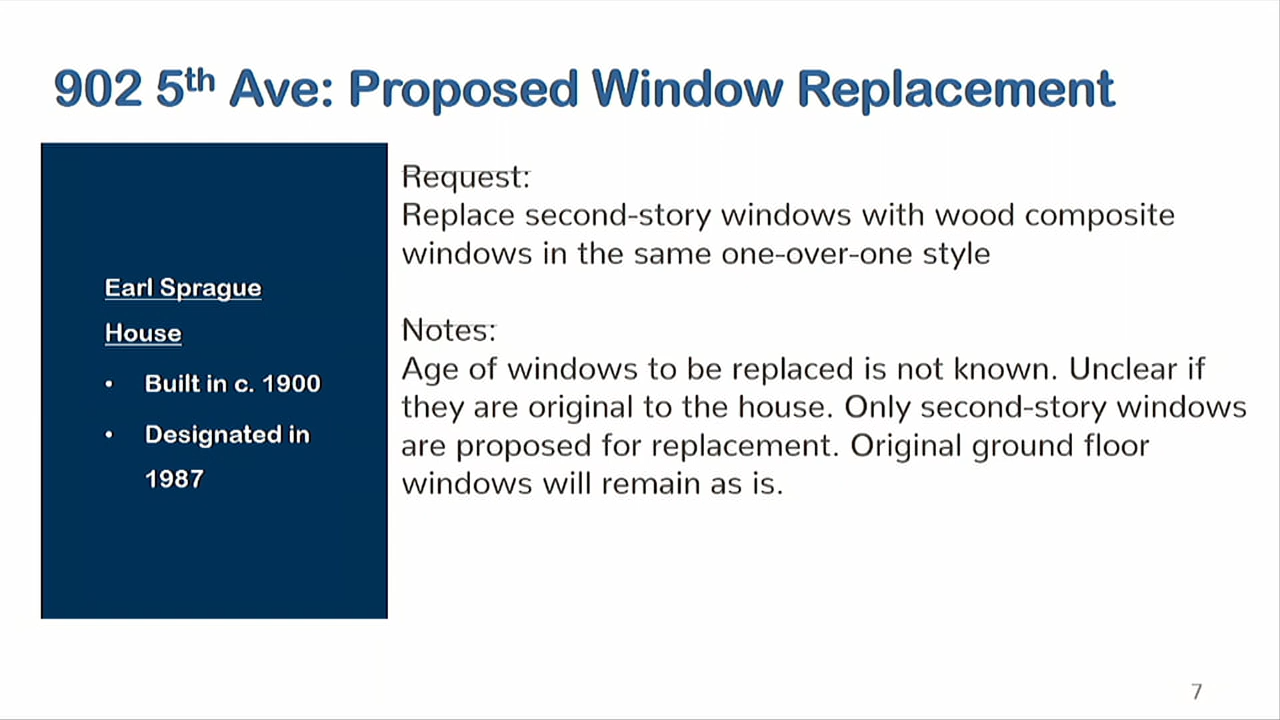 902 5th Ave: Proposed Window Replacement
Earl Sprague
House
• Built in c. 1900
• Designated in
1987
Request:
Replace second-story windows with wood composite
windows in the same one-over-one style
Notes:
Age of windows to be replaced is not known. Unclear if
they are original to the house. Only second-story windows
are proposed for replacement. Original ground floor
windows will remain as is.
7